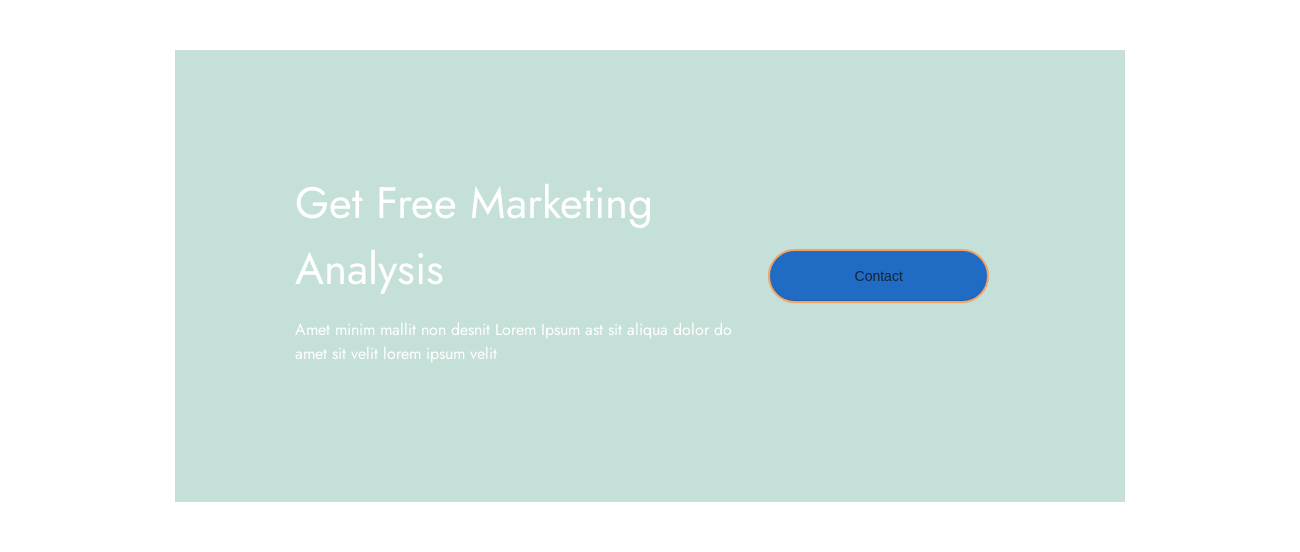 Get Free Marketing
Analysis
Amet minim mallit non desnit Lorem Ipsum ast sit aliqua dolor do
amet sit velit lorem ipsum velit
Contact